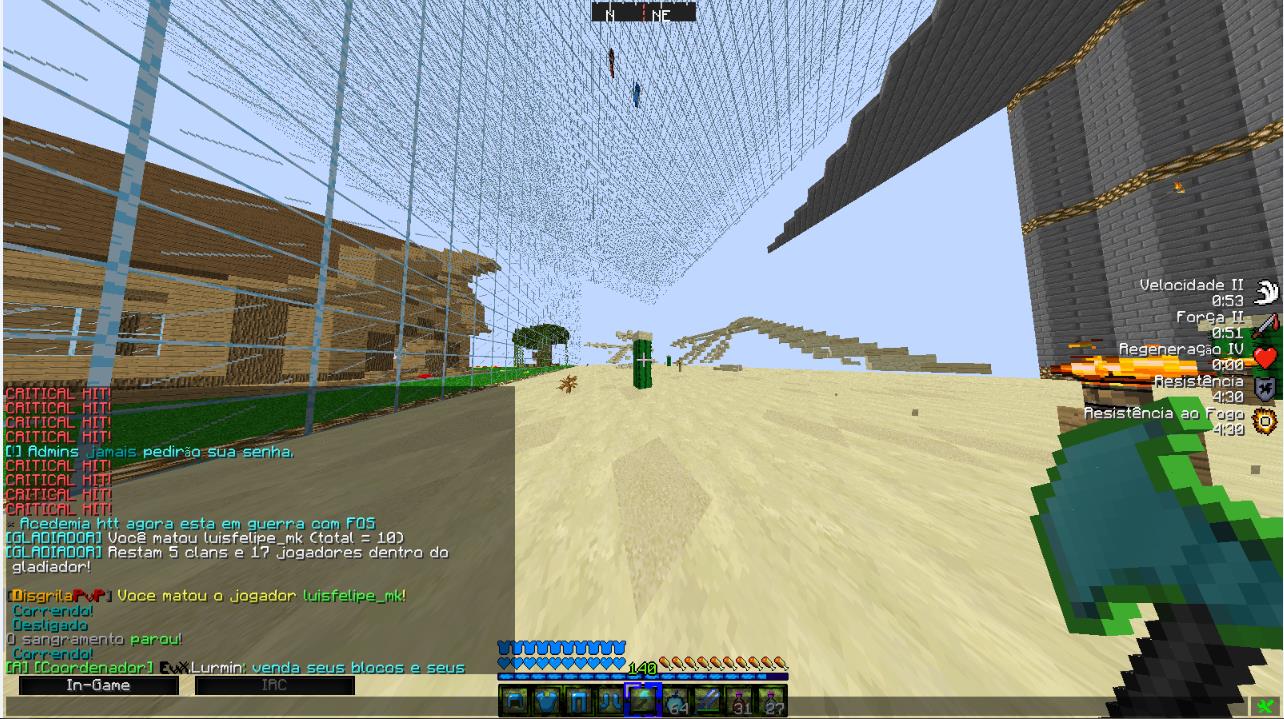 N NE
Velocidade II
0:53
Força II
0:51
Regeneração IV
0:00
Resistência
4:30
Resistência ao Fogo
4:30
CRITICAL HIT!
CRITICAL HIT!
CRITICAL HIT!
CRITICAL HIT!
[!] Admins jamais pedirão sua senha.
CRITICAL HIT!
CRITICAL HIT!
CRITICAL HIT!
CRITICAL HIT!
* Acedemia htt agora esta em guerra com FOS
[GLADIADOR] Você matou luisfelipe_mk (total = 10)
[GLADIADOR] Restam 5 clans e 17 jogadores dentro do
gladiador!
[DisgrilaPvP] Voce matou o jogador luisfelipe_mk!
Correndo!
Desligado
O sangramento parou!
Correndo!
[A] [Coordenador] EvxLurmin: venda seus blocos e seus
In-Game
IRC
140
64
31
27